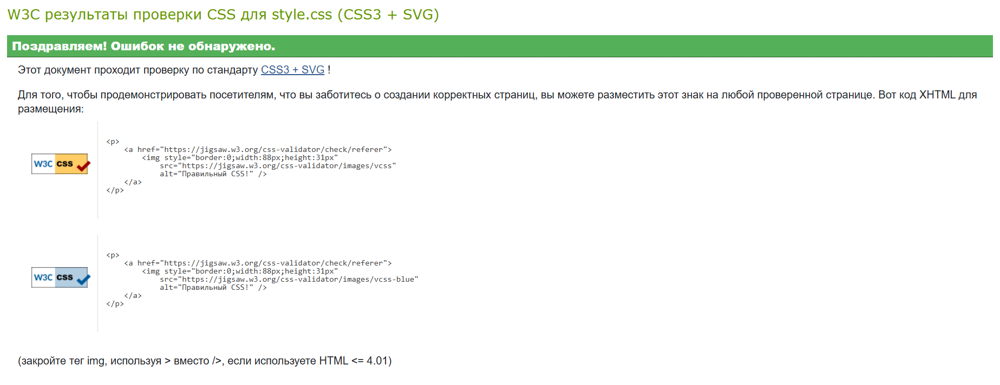 W3C результаты проверки CSS для style.css (CSS3 + SVG)
Поздравляем! Ошибок не обнаружено.
Этот документ проходит проверку по стандарту CSS3 + SVG !
Для того, чтобы продемонстрировать посетителям, что вы заботитесь о создании корректных страниц, вы можете разместить этот знак на любой проверенной странице. Вот код XHTML для
размещения:
W3C css
<p>
    <a href="https://jigsaw.w3.org/css-validator/check/referer">
        <img style="border:0;width:88px;height:31px"
            src="https://jigsaw.w3.org/css-validator/images/vcss"
            alt="Правильный CSS!" />
    </a>
</p>
W3C css
<p>
    <a href="https://jigsaw.w3.org/css-validator/check/referer">
        <img style="border:0;width:88px;height:31px"
            src="https://jigsaw.w3.org/css-validator/images/vcss-blue"
            alt="Правильный CSS!" />
    </a>
</p>
(закройте тег img, используя > вместо />, если используете HTML <= 4.01)